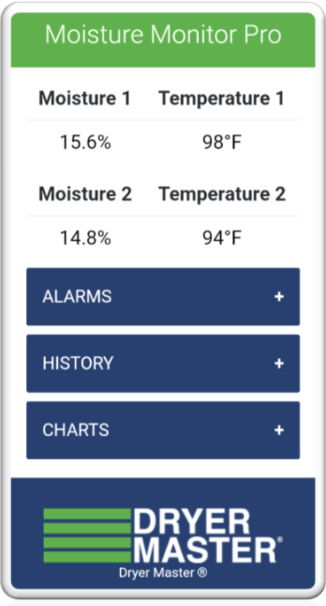 Moisture Monitor Pro
Moisture 1 Temperature 1
15.6% 98°F
Moisture 2 Temperature 2
14.8% 94°F
ALARMS +
HISTORY +
CHARTS +
DRYER
MASTER®
Dryer Master ®